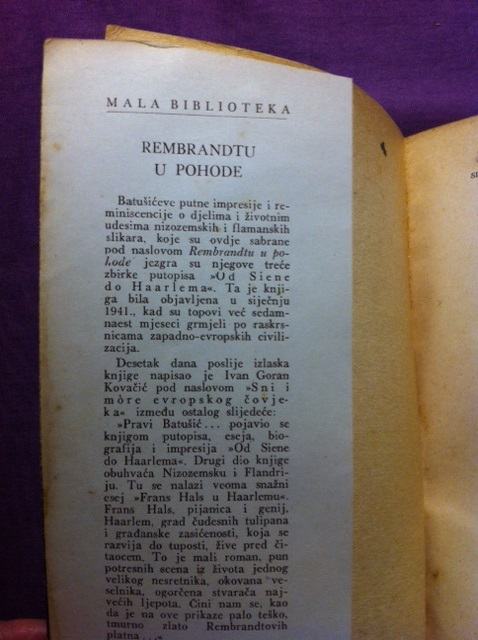 MALA BIBLIOTEKA
REMBRANDTU
U POHODE
Batušićeve putne impresije i re-
miniscencije o djelima i životnim
udesima nizozemskih i flamanskih
slikara, koje su ovdje sabrane
pod naslovom Rembrandtu u po-
hode jezgra su njegove treće
zbirke putopisa »Od Siene
do Haarlema«. Ta je knji-
ga bila objavljena u siječnju
1941., kad su topovi već sedam-
naest mjeseci grmjeli po raskrs-
nicama zapadno-evropskih civili-
zacija.
Desetak dana poslije izlaska
knjige napisao je Ivan Goran
Kovačić pod naslovom »Sni i
môre evropskog čovje-
ka« između ostalog slijedeće:
»Pravi Batušić... pojavio se
knjigom putopisa, eseja, bio-
grafija i impresija »Od Siene
do Haarlema«. Drugi dio knjige
obuhvaća Nizozemsku i Flandri-
ju. Tu se nalazi veoma snažni
esej »Frans Hals u Haarlemu«.
Frans Hals, pijanica i genij,
Haarlem, grad čudesnih tulipana
i građanske zasićenosti, koja se
razvija do tuposti, žive pred či-
taocem. To je mali roman, pun
potresnih scena iz života jednog
velikog nesretnika, okovana ve-
selnika, ogorčena stvarača naj-
većih ljepota. Čini nam se, kao
da je na ove prikaze palo teško,
tmurno zlato Rembrandtovih
platna...«